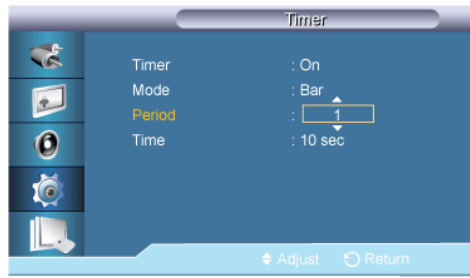 Timer
Timer : On
Mode : Bar
Period : 1
Time : 10 sec
Adjust Return